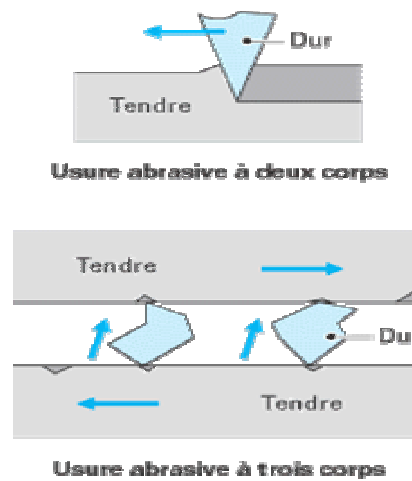 Dur
Tendre
Usure abrasive à deux corps
Tendre
Du
Tendre
Usure abrasive à trois corps